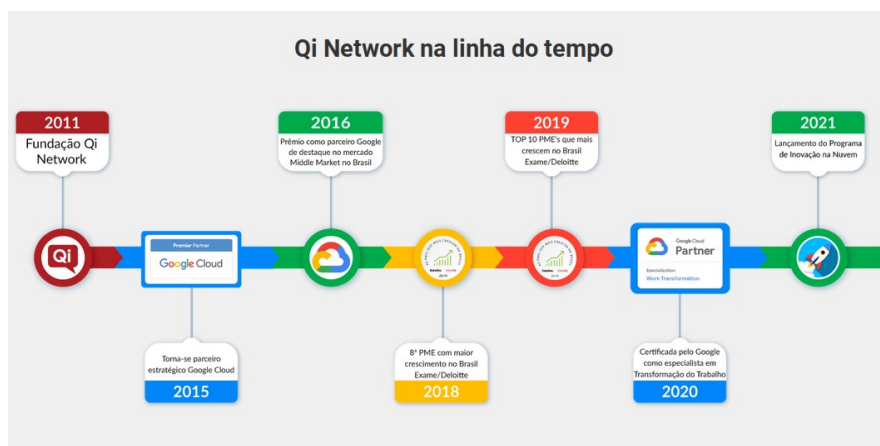 Qi Network na linha do tempo
2011
Fundação Qi
Network
2016
Prêmio como parceiro Google
de destaque no mercado
Middle Market no Brasil
2019
TOP 10 PME's que mais
crescem no Brasil
Exame/Deloitte
2021
Lançamento do Programa
de Inovação na Nuvem
Qi
Premier Partner
Google Cloud
Google Cloud
Partner
Specialization
Work Transformation
Torna-se parceiro
estratégico Google Cloud
2015
8ª PME com maior
crescimento no Brasil
Exame/Deloitte
2018
Certificada pelo Google
como especialista em
Transformação do Trabalho
2020